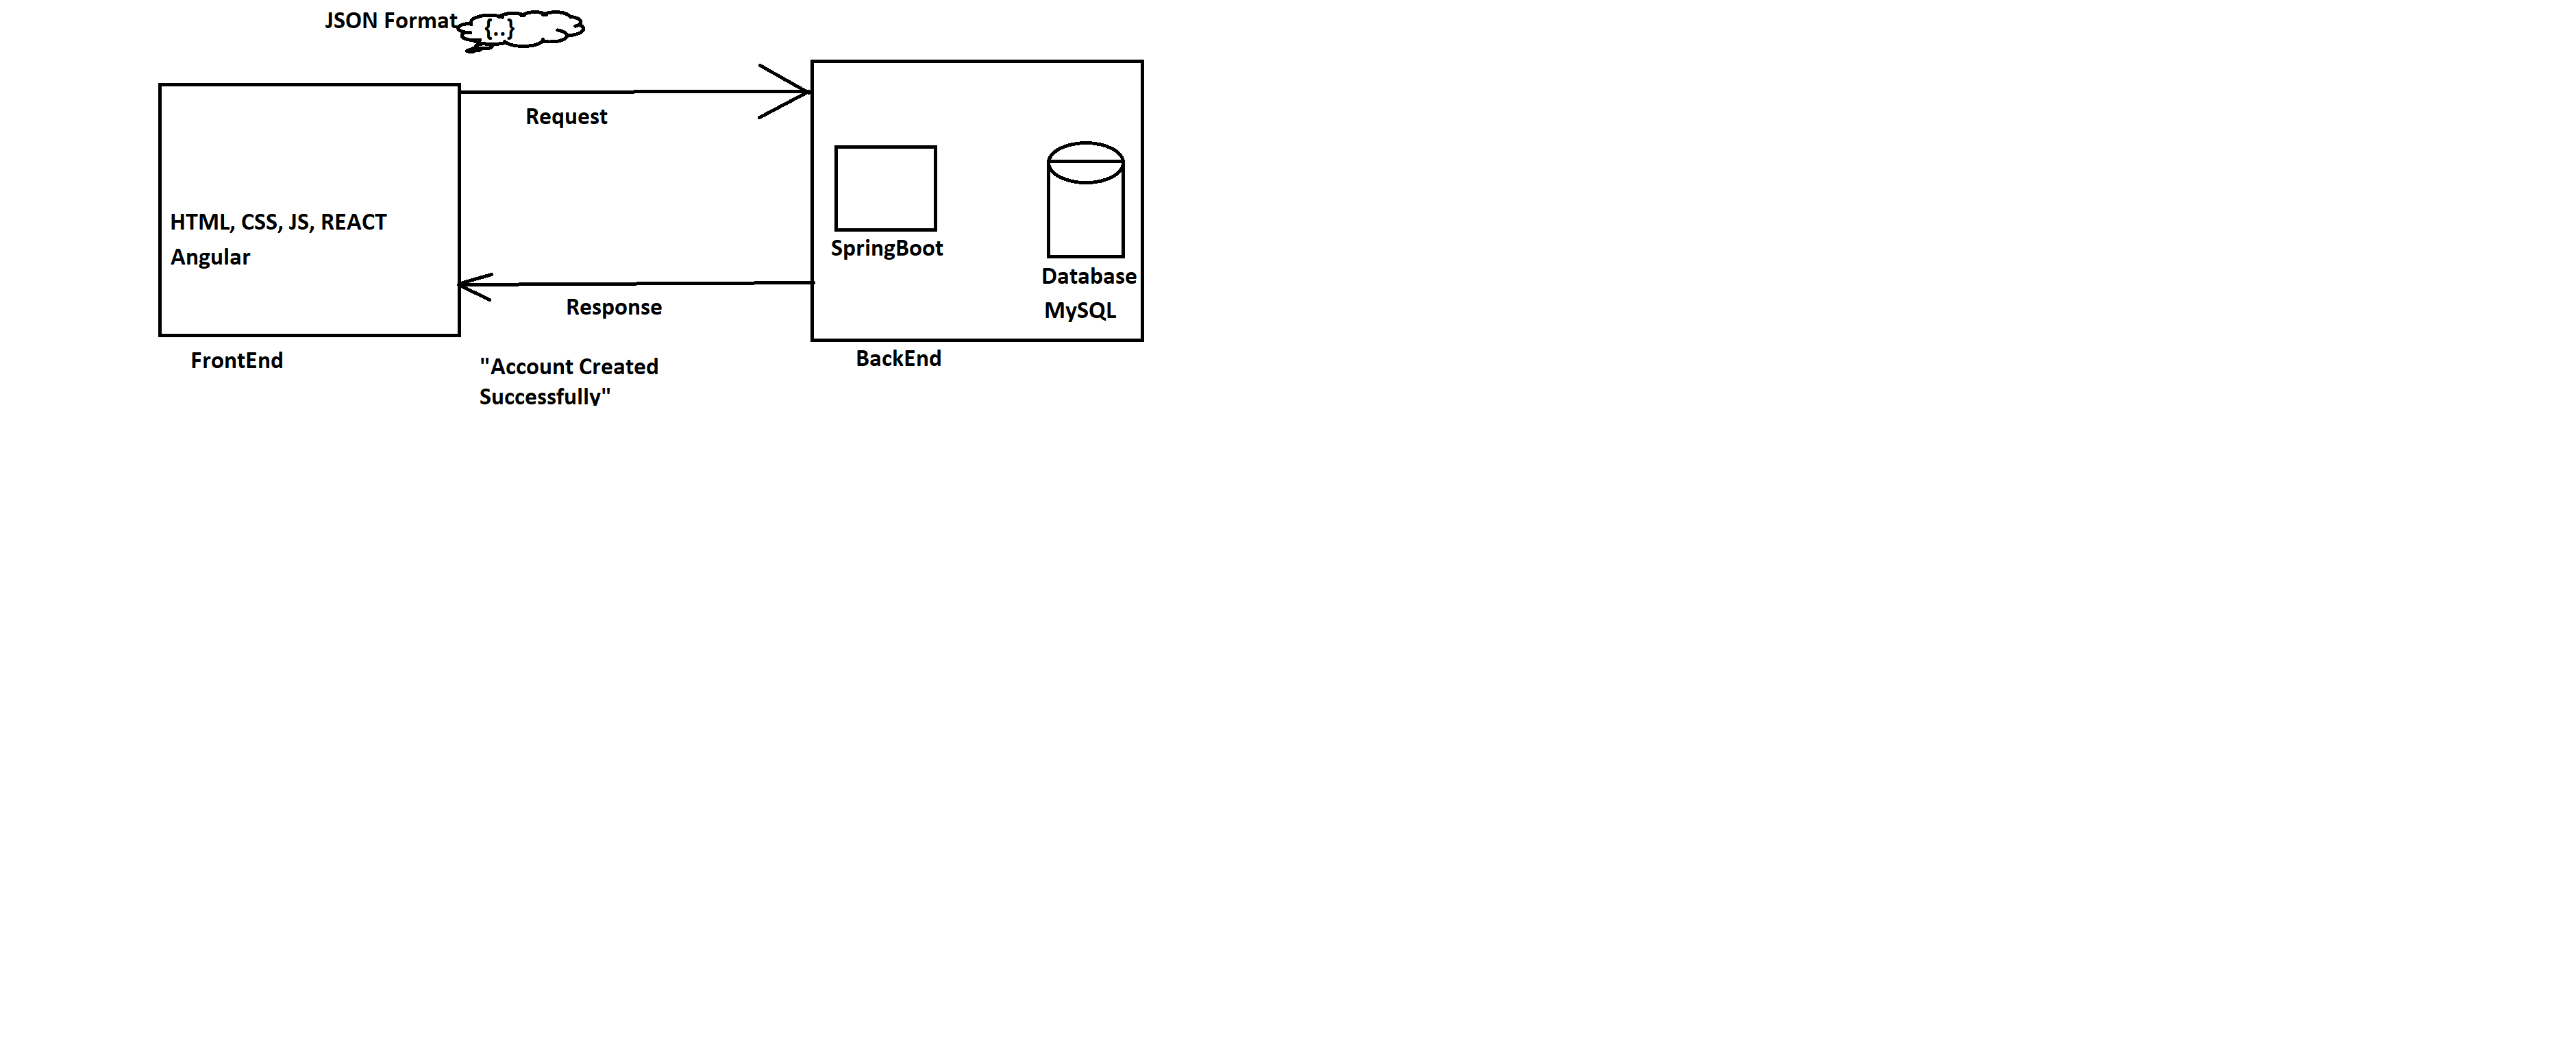 JSON Format
{..}
Request
HTML, CSS, JS, REACT
Angular
SpringBoot
Database
MySQL
Response
FrontEnd
BackEnd
"Account Created
Successfully"